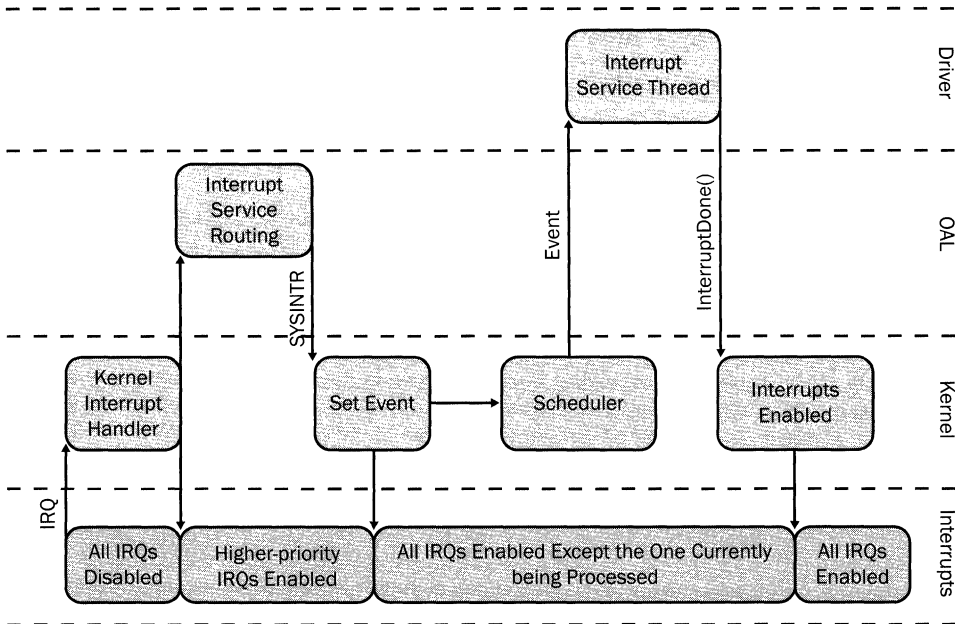 Interrupt
Service Thread
Driver
Interrupt
Service
Routing
Event
InterruptDone()
OAL
SYSINTR
Kernel
Interrupt
Handler
Set Event
Scheduler
Interrupts
Enabled
Kernel
IRQ
All IRQs
Disabled
Higher-priority
IRQs Enabled
All IRQs Enabled Except the One Currently
being Processed
All IRQs
Enabled
Interrupts